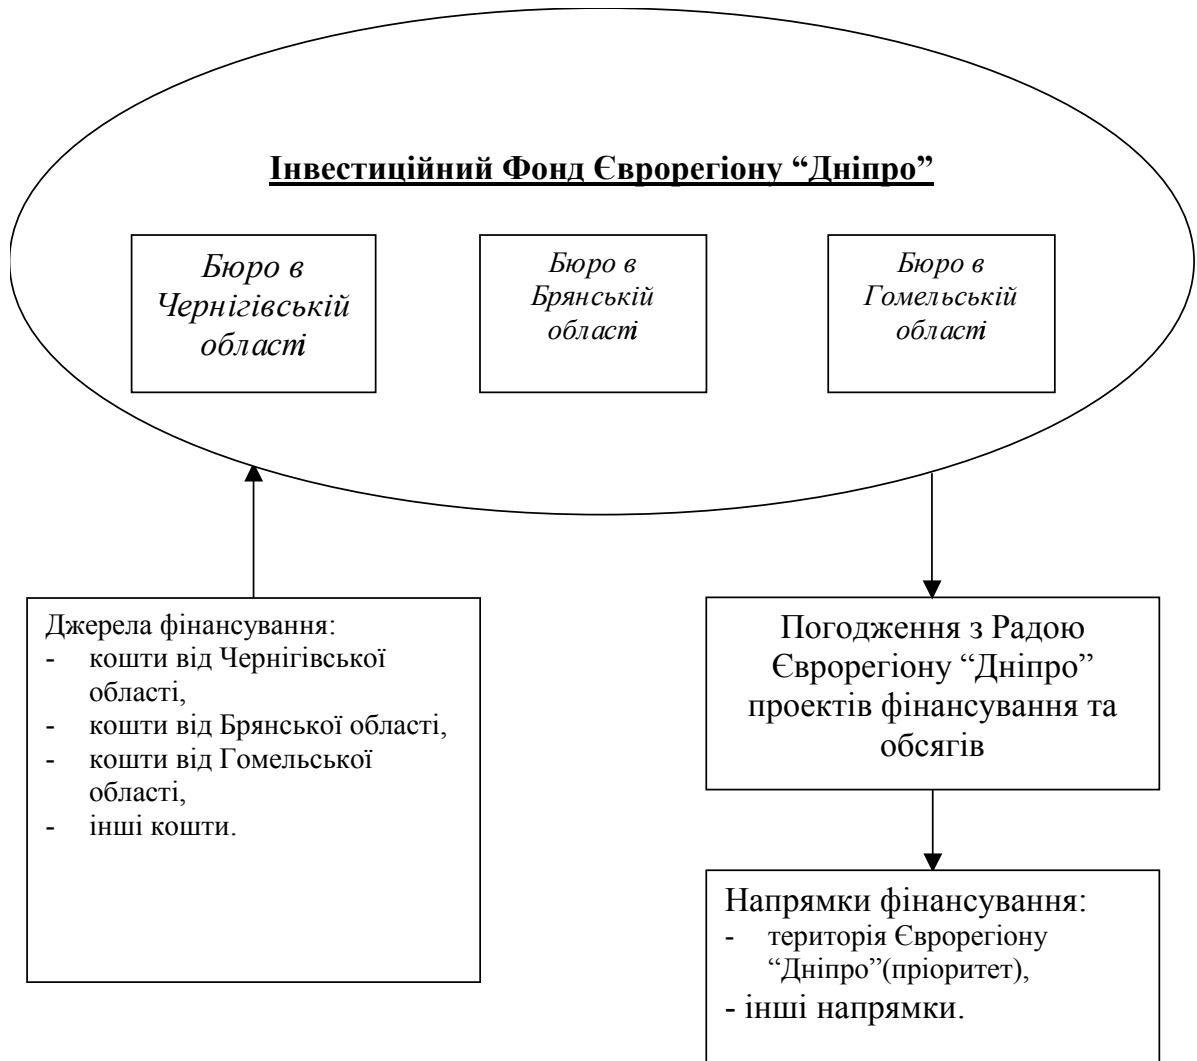 Інвестиційний Фонд Єврорегіону “Дніпро”
Бюро в
Чернігівській
області
Бюро в
Брянській
області
Бюро в
Гомельській
області
Джерела фінансування:
- кошти від Чернігівської
області,
- кошти від Брянської області,
- кошти від Гомельської
області,
- інші кошти.
Погодження з Радою
Єврорегіону “Дніпро”
проектів фінансування та
обсягів
Напрямки фінансування:
- територія Єврорегіону
“Дніпро”(пріоритет),
- інші напрямки.